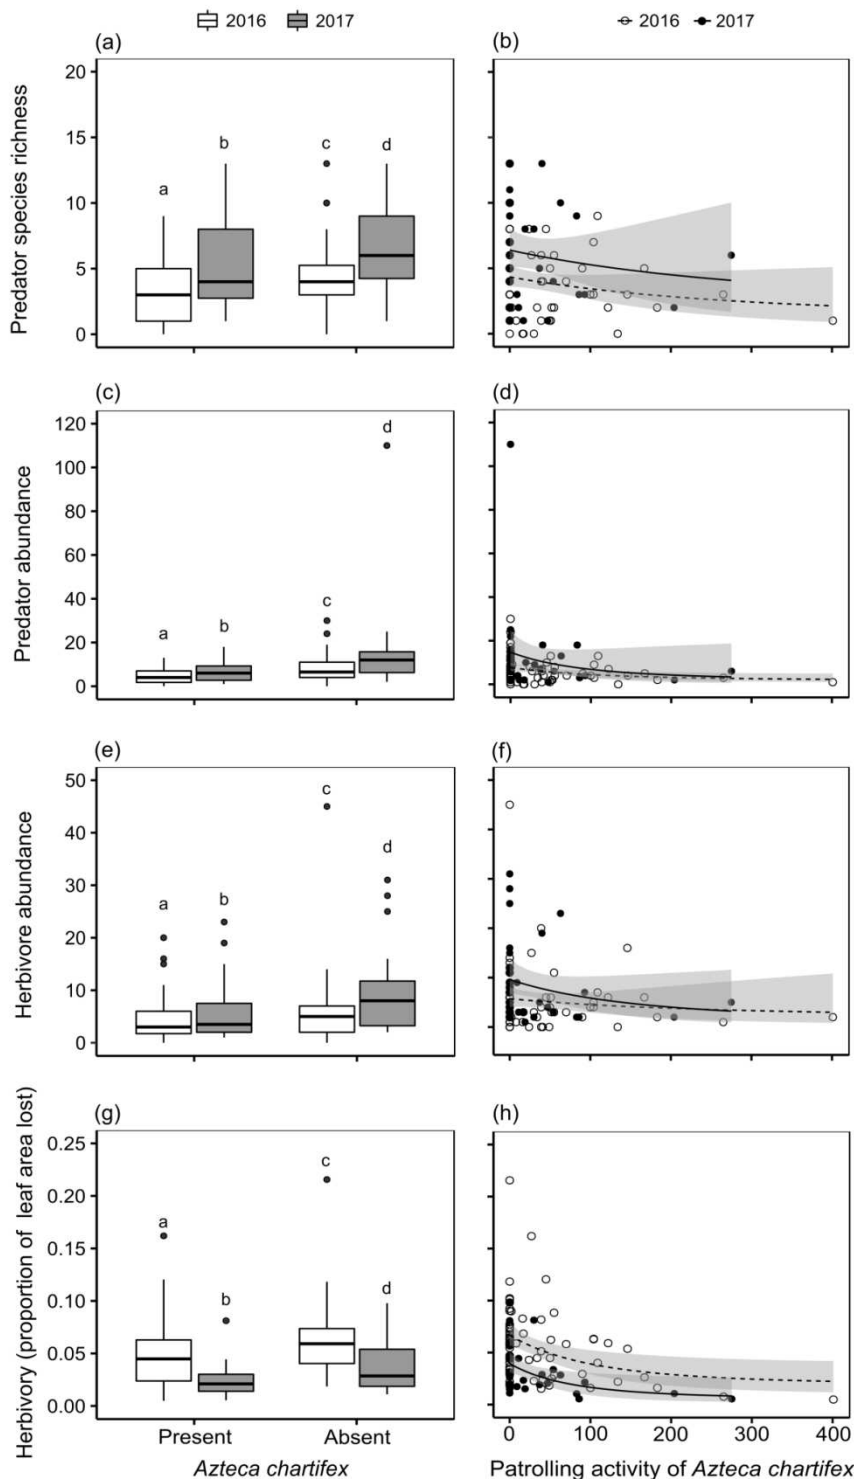 2016 2017
2016 2017
(a)
(b)
Predator species richness
20
15
10
5
0
a
b
c
d
(c)
(d)
Predator abundance
120
100
80
60
40
20
0
a
b
c
d
(e)
(f)
Herbivore abundance
50
40
30
20
10
0
a
b
c
d
(g)
(h)
Herbivory (proportion of leaf area lost)
0.25
0.20
0.15
0.10
0.05
0.00
a
b
c
d
Present Absent
Azteca chartifex
0 100 200 300 400
Patrolling activity of Azteca chartifex